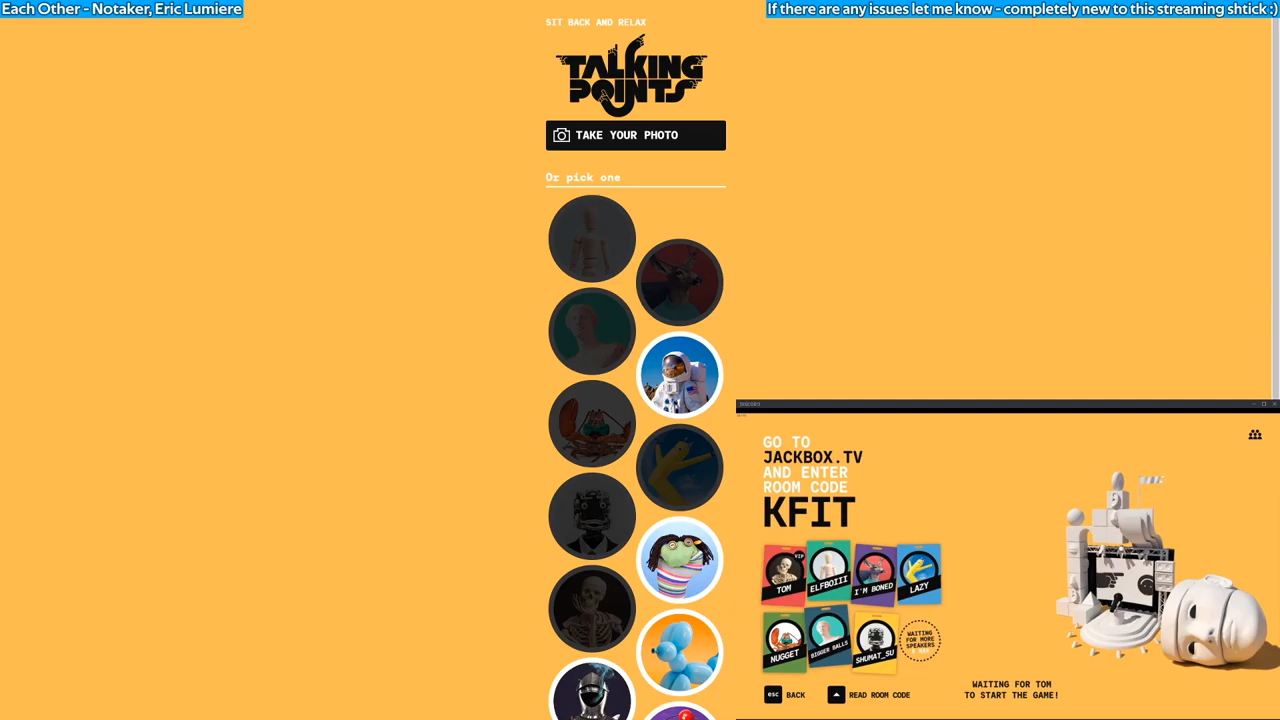 Each Other - Notaker, Eric Lumiere
If there are any issues let me know - completely new to this streaming shtick :)
SIT BACK AND RELAX
TALKING
POINTS
TAKE YOUR PHOTO
Or pick one
GO TO
JACKBOX.TV
AND ENTER
ROOM CODE
KFIT
VIP
TOM
ELFBOIII
I'M BONED
LAZY
NUGGET
BIGGER BALLS
SHUMAT_SU
WAITING
FOR MORE
SPEAKERS
esc BACK
READ ROOM CODE
WAITING FOR TOM
TO START THE GAME!